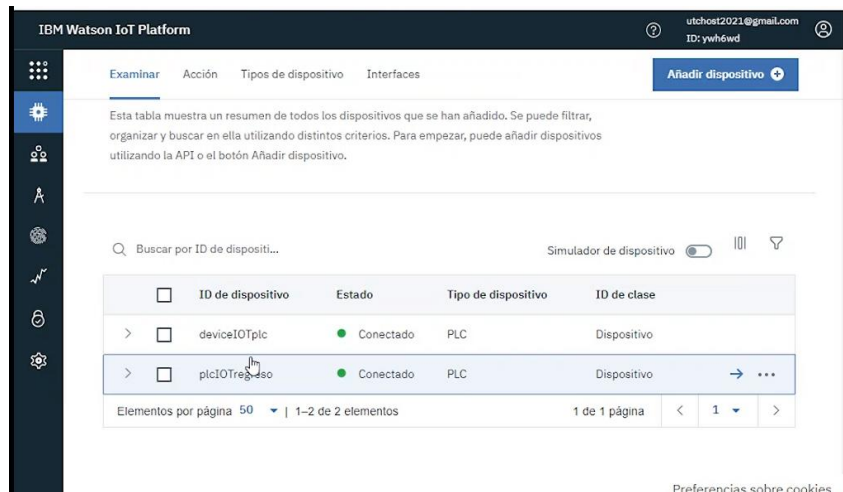 IBM Watson IoT Platform
utchost2021@gmail.com
ID: ywh6wd
Examinar Acción Tipos de dispositivo Interfaces Añadir dispositivo
Esta tabla muestra un resumen de todos los dispositivos que se han añadido. Se puede filtrar,
organizar y buscar en ella utilizando distintos criterios. Para empezar, puede añadir dispositivos
utilizando la API o el botón Añadir dispositivo.
Buscar por ID de dispositi... Simulador de dispositivo
ID de dispositivo Estado Tipo de dispositivo ID de clase
deviceIOTplc Conectado PLC Dispositivo
plcIOTregreso Conectado PLC Dispositivo
Elementos por página 50 | 1–2 de 2 elementos 1 de 1 página 1
Preferencias sobre cookies